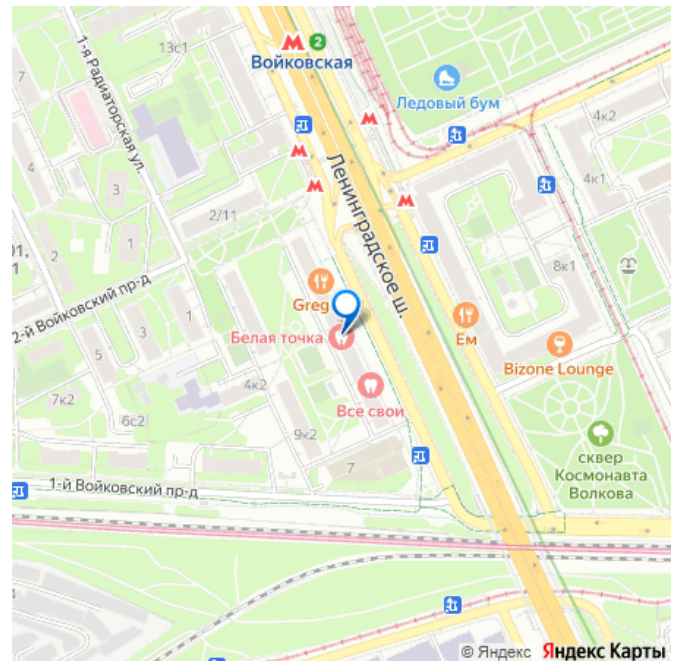 13с1
7
2
Войковская
1-я Радиаторская ул.
Ледовый бум
4к2
4
3
4к1
2/11
Ленинградское ш.
2
1
1
01,
1
8к1
2-й Войковский пр-д
Greg
Белая точка
Ем
Bizone Lounge
4к2
Все свои
7к2
6с2
9к2
7
сквер
Космонавта
Волкова
1-й Войковский пр-д
© Яндекс Яндекс Карты